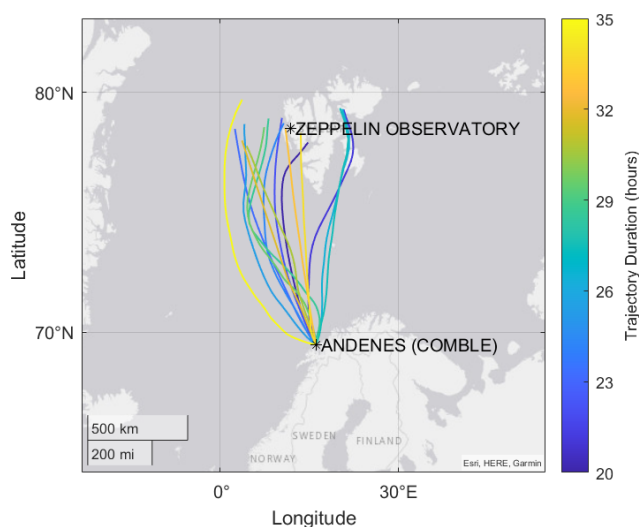 35
80°N
ZEPPELIN OBSERVATORY
32
Latitude
29
Trajectory Duration (hours)
26
70°N
ANDENES (COMBLE)
23
500 km
200 mi
SWEDEN
FINLAND
NORWAY
Esri, HERE, Garmin
20
0°
30°E
Longitude